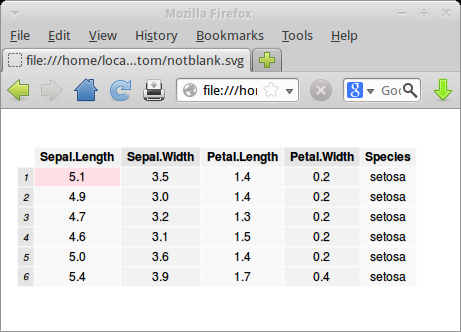 Mozilla Firefox
File Edit View History Bookmarks Tools Help
file:///home/loca...tom/notblank.svg
file:///hor Goo
Sepal.Length Sepal.Width Petal.Length Petal.Width Species
1 5.1 3.5 1.4 0.2 setosa
2 4.9 3.0 1.4 0.2 setosa
3 4.7 3.2 1.3 0.2 setosa
4 4.6 3.1 1.5 0.2 setosa
5 5.0 3.6 1.4 0.2 setosa
6 5.4 3.9 1.7 0.4 setosa